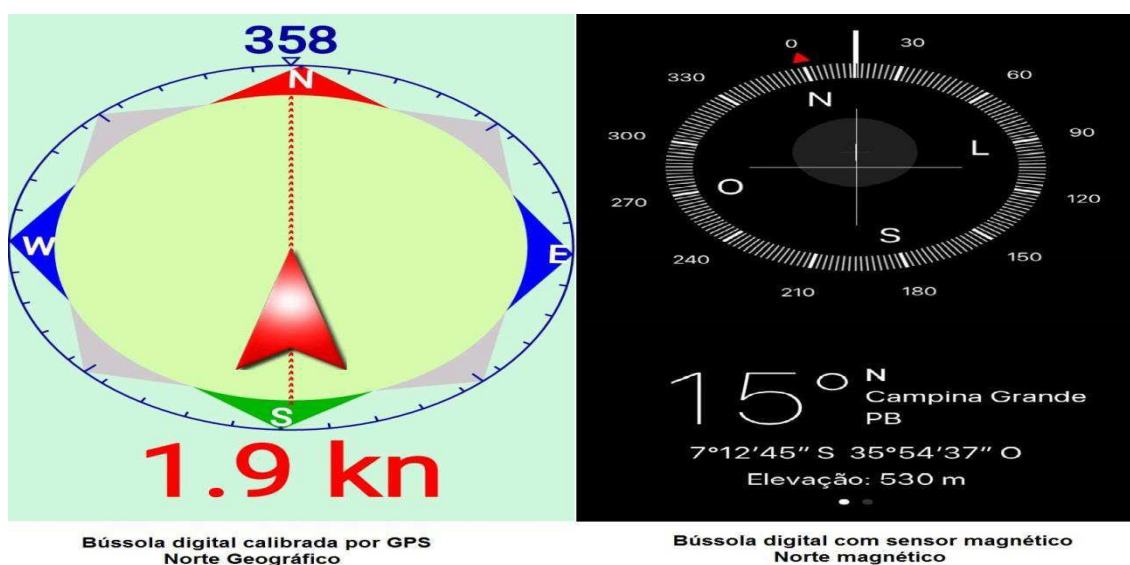 358
N
W
E
S
1.9 kn
Bússola digital calibrada por GPS
Norte Geográfico
0
30
330
60
N
300
90
L
O
270
120
S
240
150
210
180
15° N
Campina Grande
PB
7°12'45" S 35°54'37" O
Elevação: 530 m
Bússola digital com sensor magnético
Norte magnético